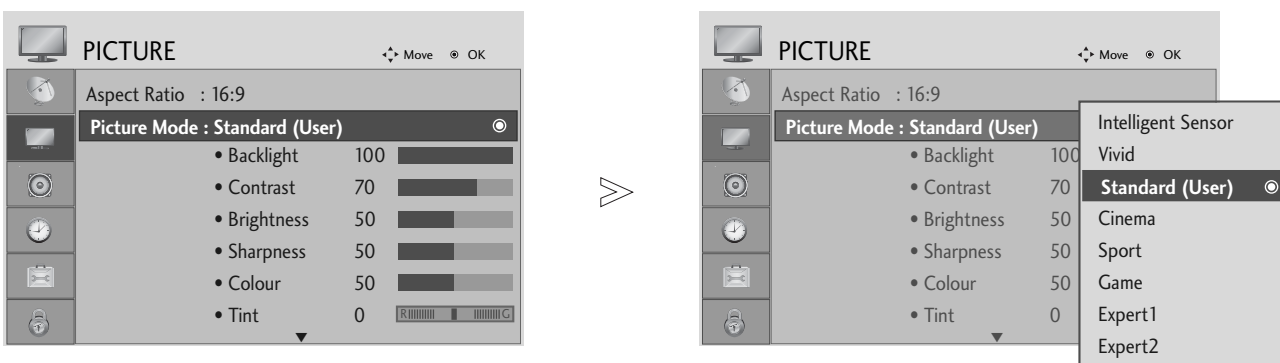 PICTURE
Move OK
Aspect Ratio : 16:9
Picture Mode : Standard (User)
• Backlight 100
• Contrast 70
• Brightness 50
• Sharpness 50
• Colour 50
• Tint 0 R G
PICTURE
Move OK
Aspect Ratio : 16:9
Picture Mode : Standard (User)
• Backlight 100
• Contrast 70
• Brightness 50
• Sharpness 50
• Colour 50
• Tint 0
Intelligent Sensor
Vivid
Standard (User)
Cinema
Sport
Game
Expert1
Expert2